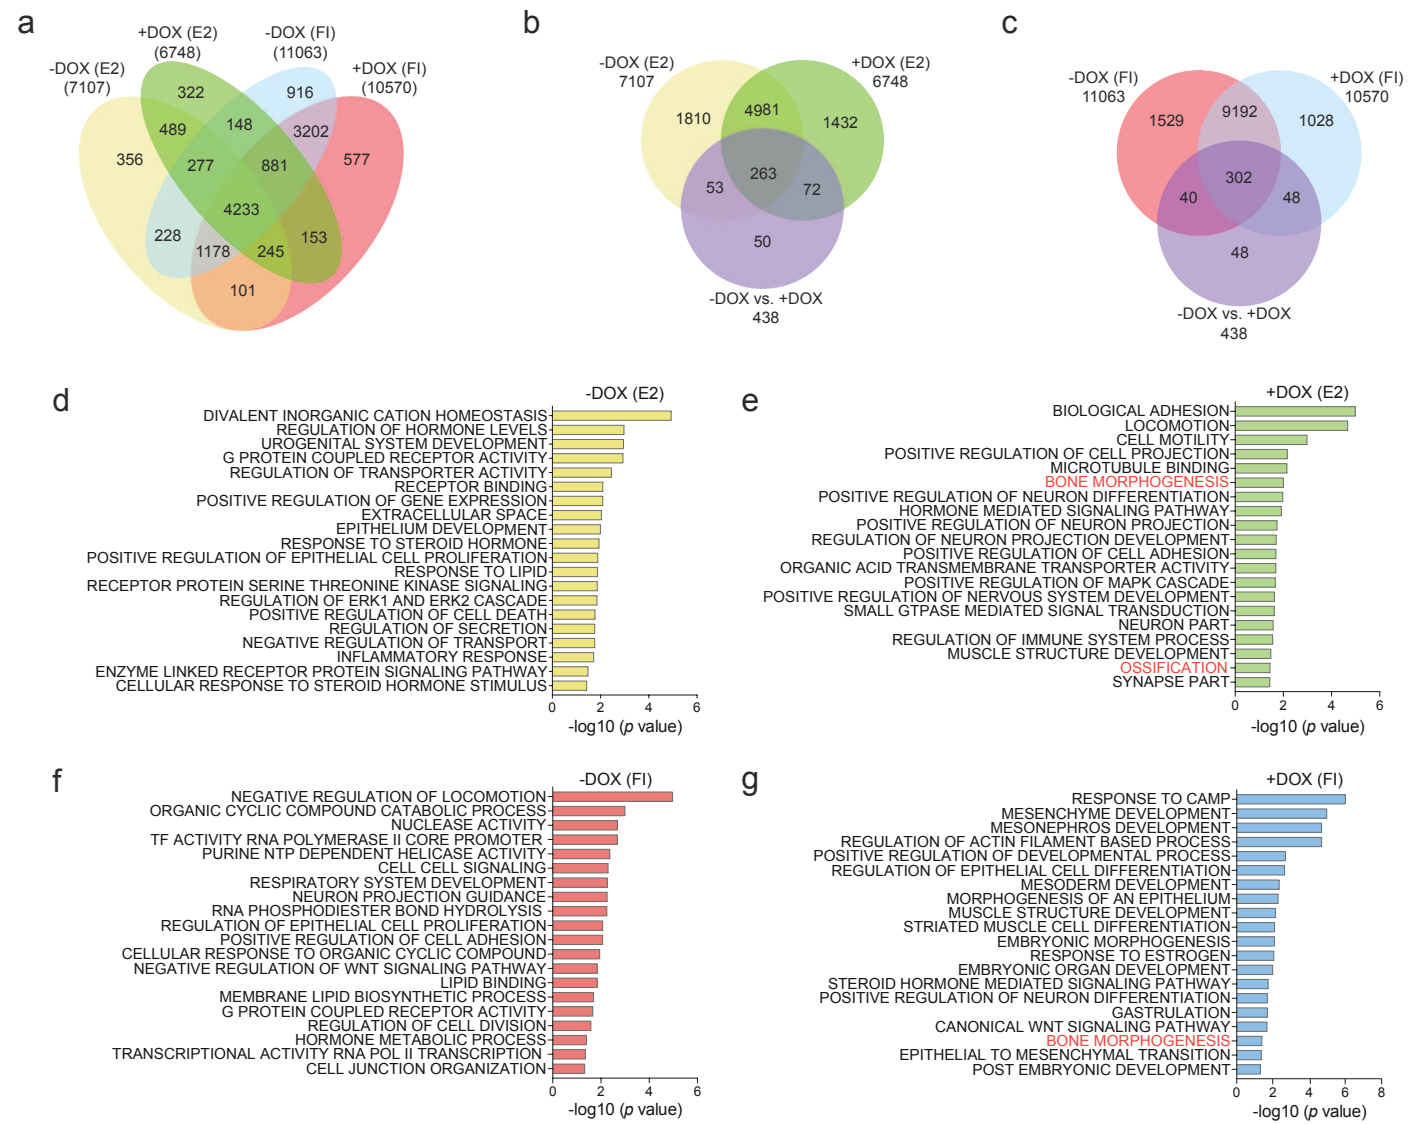 a
+DOX (E2)
(6748)
-DOX (FI)
(11063)
-DOX (E2)
(7107)
+DOX (FI)
(10570)
322
916
489
148
3202
356
277
881
577
4233
228
1178
245
153
101
b
-DOX (E2)
7107
+DOX (E2)
6748
1810
4981
1432
53
263
72
50
-DOX vs. +DOX
438
c
-DOX (FI)
11063
+DOX (FI)
10570
1529
9192
1028
40
302
48
48
-DOX vs. +DOX
438
d
-DOX (E2)
DIVALENT INORGANIC CATION HOMEOSTASIS
REGULATION OF HORMONE LEVELS
UROGENITAL SYSTEM DEVELOPMENT
G PROTEIN COUPLED RECEPTOR ACTIVITY
REGULATION OF TRANSPORTER ACTIVITY
RECEPTOR BINDING
POSITIVE REGULATION OF GENE EXPRESSION
EXTRACELLULAR SPACE
EPITHELIUM DEVELOPMENT
RESPONSE TO STEROID HORMONE
POSITIVE REGULATION OF EPITHELIAL CELL PROLIFERATION
RESPONSE TO LIPID
RECEPTOR PROTEIN SERINE THREONINE KINASE SIGNALING
REGULATION OF ERK1 AND ERK2 CASCADE
POSITIVE REGULATION OF CELL DEATH
REGULATION OF SECRETION
NEGATIVE REGULATION OF TRANSPORT
INFLAMMATORY RESPONSE
ENZYME LINKED RECEPTOR PROTEIN SIGNALING PATHWAY
CELLULAR RESPONSE TO STEROID HORMONE STIMULUS
0 2 4 6
-log10 (p value)
e
+DOX (E2)
BIOLOGICAL ADHESION
LOCOMOTION
CELL MOTILITY
POSITIVE REGULATION OF CELL PROJECTION
MICROTUBULE BINDING
BONE MORPHOGENESIS
POSITIVE REGULATION OF NEURON DIFFERENTIATION
HORMONE MEDIATED SIGNALING PATHWAY
POSITIVE REGULATION OF NEURON PROJECTION
REGULATION OF NEURON PROJECTION DEVELOPMENT
POSITIVE REGULATION OF CELL ADHESION
ORGANIC ACID TRANSMEMBRANE TRANSPORTER ACTIVITY
POSITIVE REGULATION OF MAPK CASCADE
POSITIVE REGULATION OF NERVOUS SYSTEM DEVELOPMENT
SMALL GTPASE MEDIATED SIGNAL TRANSDUCTION
NEURON PART
REGULATION OF IMMUNE SYSTEM PROCESS
MUSCLE STRUCTURE DEVELOPMENT
OSSIFICATION
SYNAPSE PART
0 2 4 6
-log10 (p value)
f
-DOX (FI)
NEGATIVE REGULATION OF LOCOMOTION
ORGANIC CYCLIC COMPOUND CATABOLIC PROCESS
NUCLEASE ACTIVITY
TF ACTIVITY RNA POLYMERASE II CORE PROMOTER
PURINE NTP DEPENDENT HELICASE ACTIVITY
CELL CELL SIGNALING
RESPIRATORY SYSTEM DEVELOPMENT
NEURON PROJECTION GUIDANCE
RNA PHOSPHODIESTER BOND HYDROLYSIS
REGULATION OF EPITHELIAL CELL PROLIFERATION
POSITIVE REGULATION OF CELL ADHESION
CELLULAR RESPONSE TO ORGANIC CYCLIC COMPOUND
NEGATIVE REGULATION OF WNT SIGNALING PATHWAY
LIPID BINDING
MEMBRANE LIPID BIOSYNTHETIC PROCESS
G PROTEIN COUPLED RECEPTOR ACTIVITY
REGULATION OF CELL DIVISION
HORMONE METABOLIC PROCESS
TRANSCRIPTIONAL ACTIVITY RNA POL II TRANSCRIPTION
CELL JUNCTION ORGANIZATION
0 2 4 6
-log10 (p value)
g
+DOX (FI)
RESPONSE TO CAMP
MESENCHYME DEVELOPMENT
MESONEPHROS DEVELOPMENT
REGULATION OF ACTIN FILAMENT BASED PROCESS
POSITIVE REGULATION OF DEVELOPMENTAL PROCESS
REGULATION OF EPITHELIAL CELL DIFFERENTIATION
MESODERM DEVELOPMENT
MORPHOGENESIS OF AN EPITHELIUM
MUSCLE STRUCTURE DEVELOPMENT
STRIATED MUSCLE CELL DIFFERENTIATION
EMBRYONIC MORPHOGENESIS
RESPONSE TO ESTROGEN
EMBRYONIC ORGAN DEVELOPMENT
STEROID HORMONE MEDIATED SIGNALING PATHWAY
POSITIVE REGULATION OF NEURON DIFFERENTIATION
GASTRULATION
CANONICAL WNT SIGNALING PATHWAY
BONE MORPHOGENESIS
EPITHELIAL TO MESENCHYMAL TRANSITION
POST EMBRYONIC DEVELOPMENT
0 2 4 6 8
-log10 (p value)